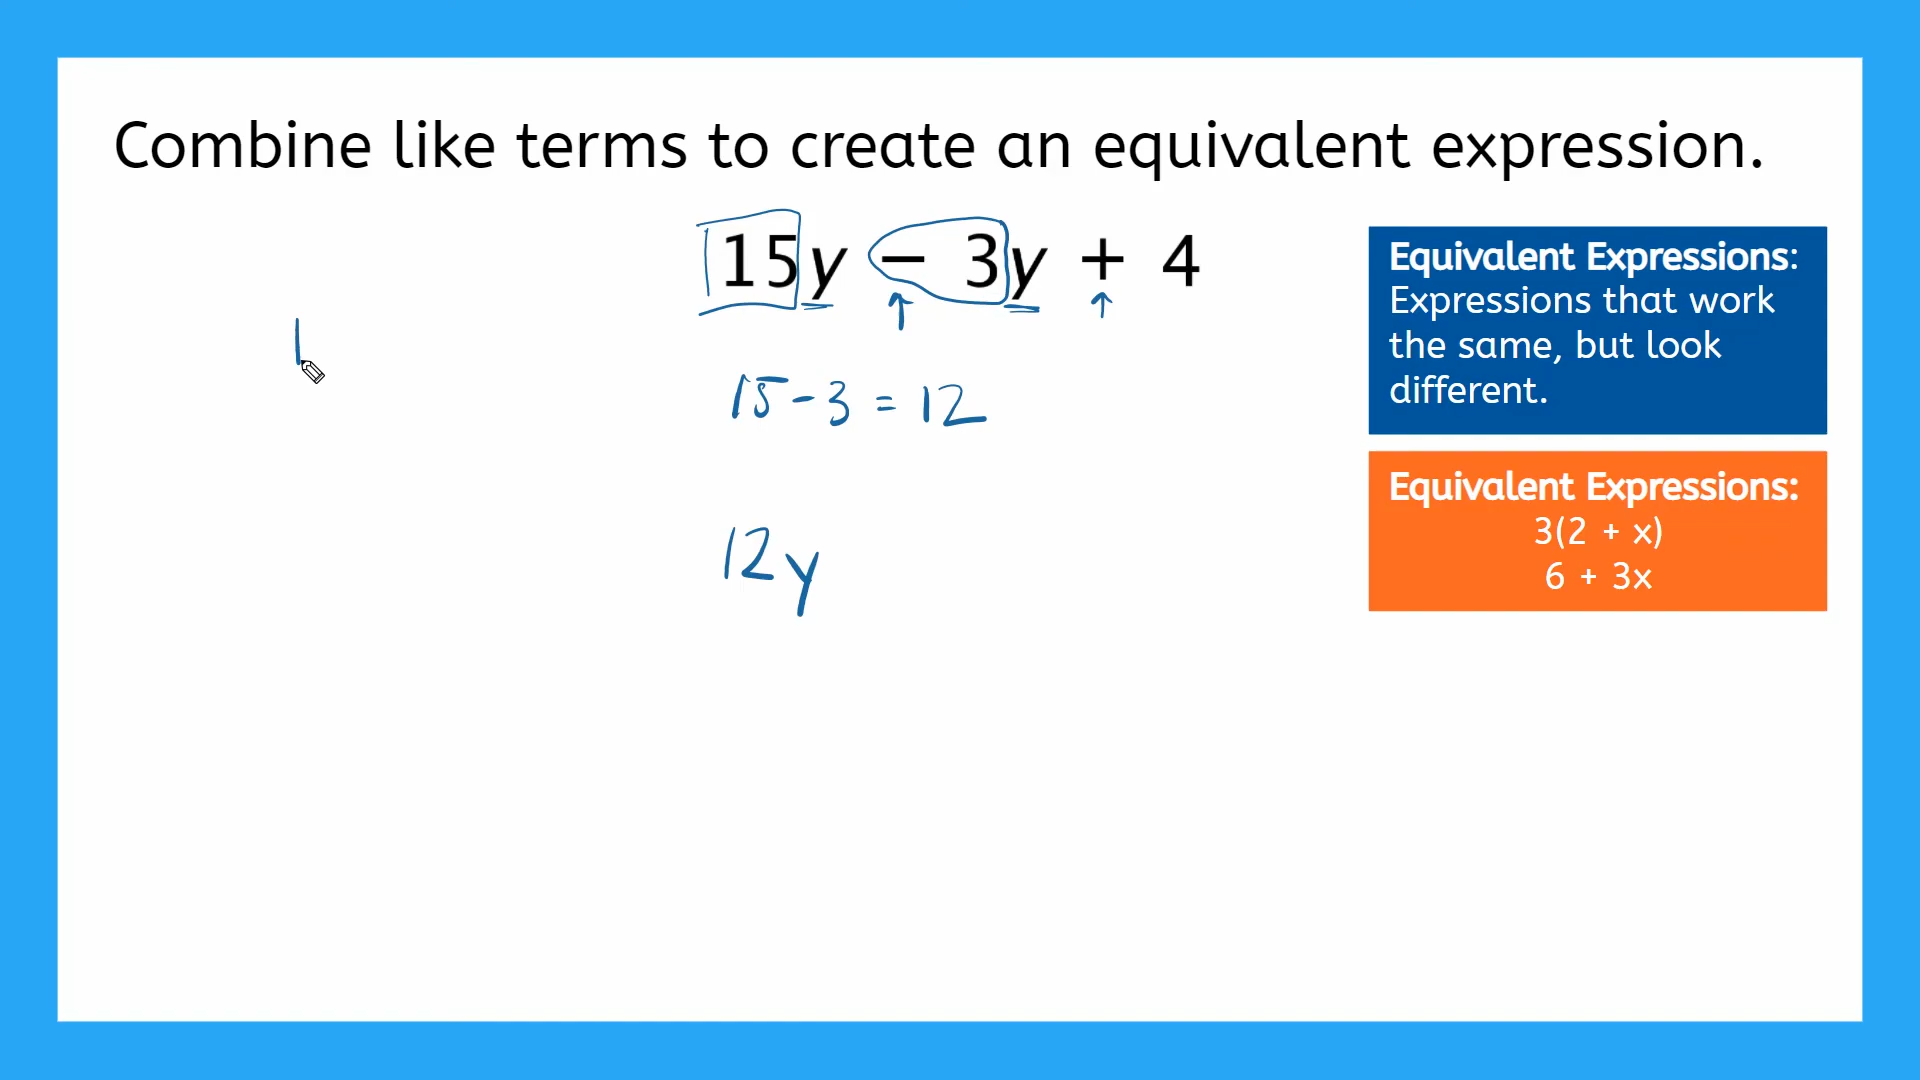 Combine like terms to create an equivalent expression.
15y − 3y + 4
15 - 3 = 12
12y
Equivalent Expressions:
Expressions that work
the same, but look
different.
Equivalent Expressions:
3(2 + x)
6 + 3x